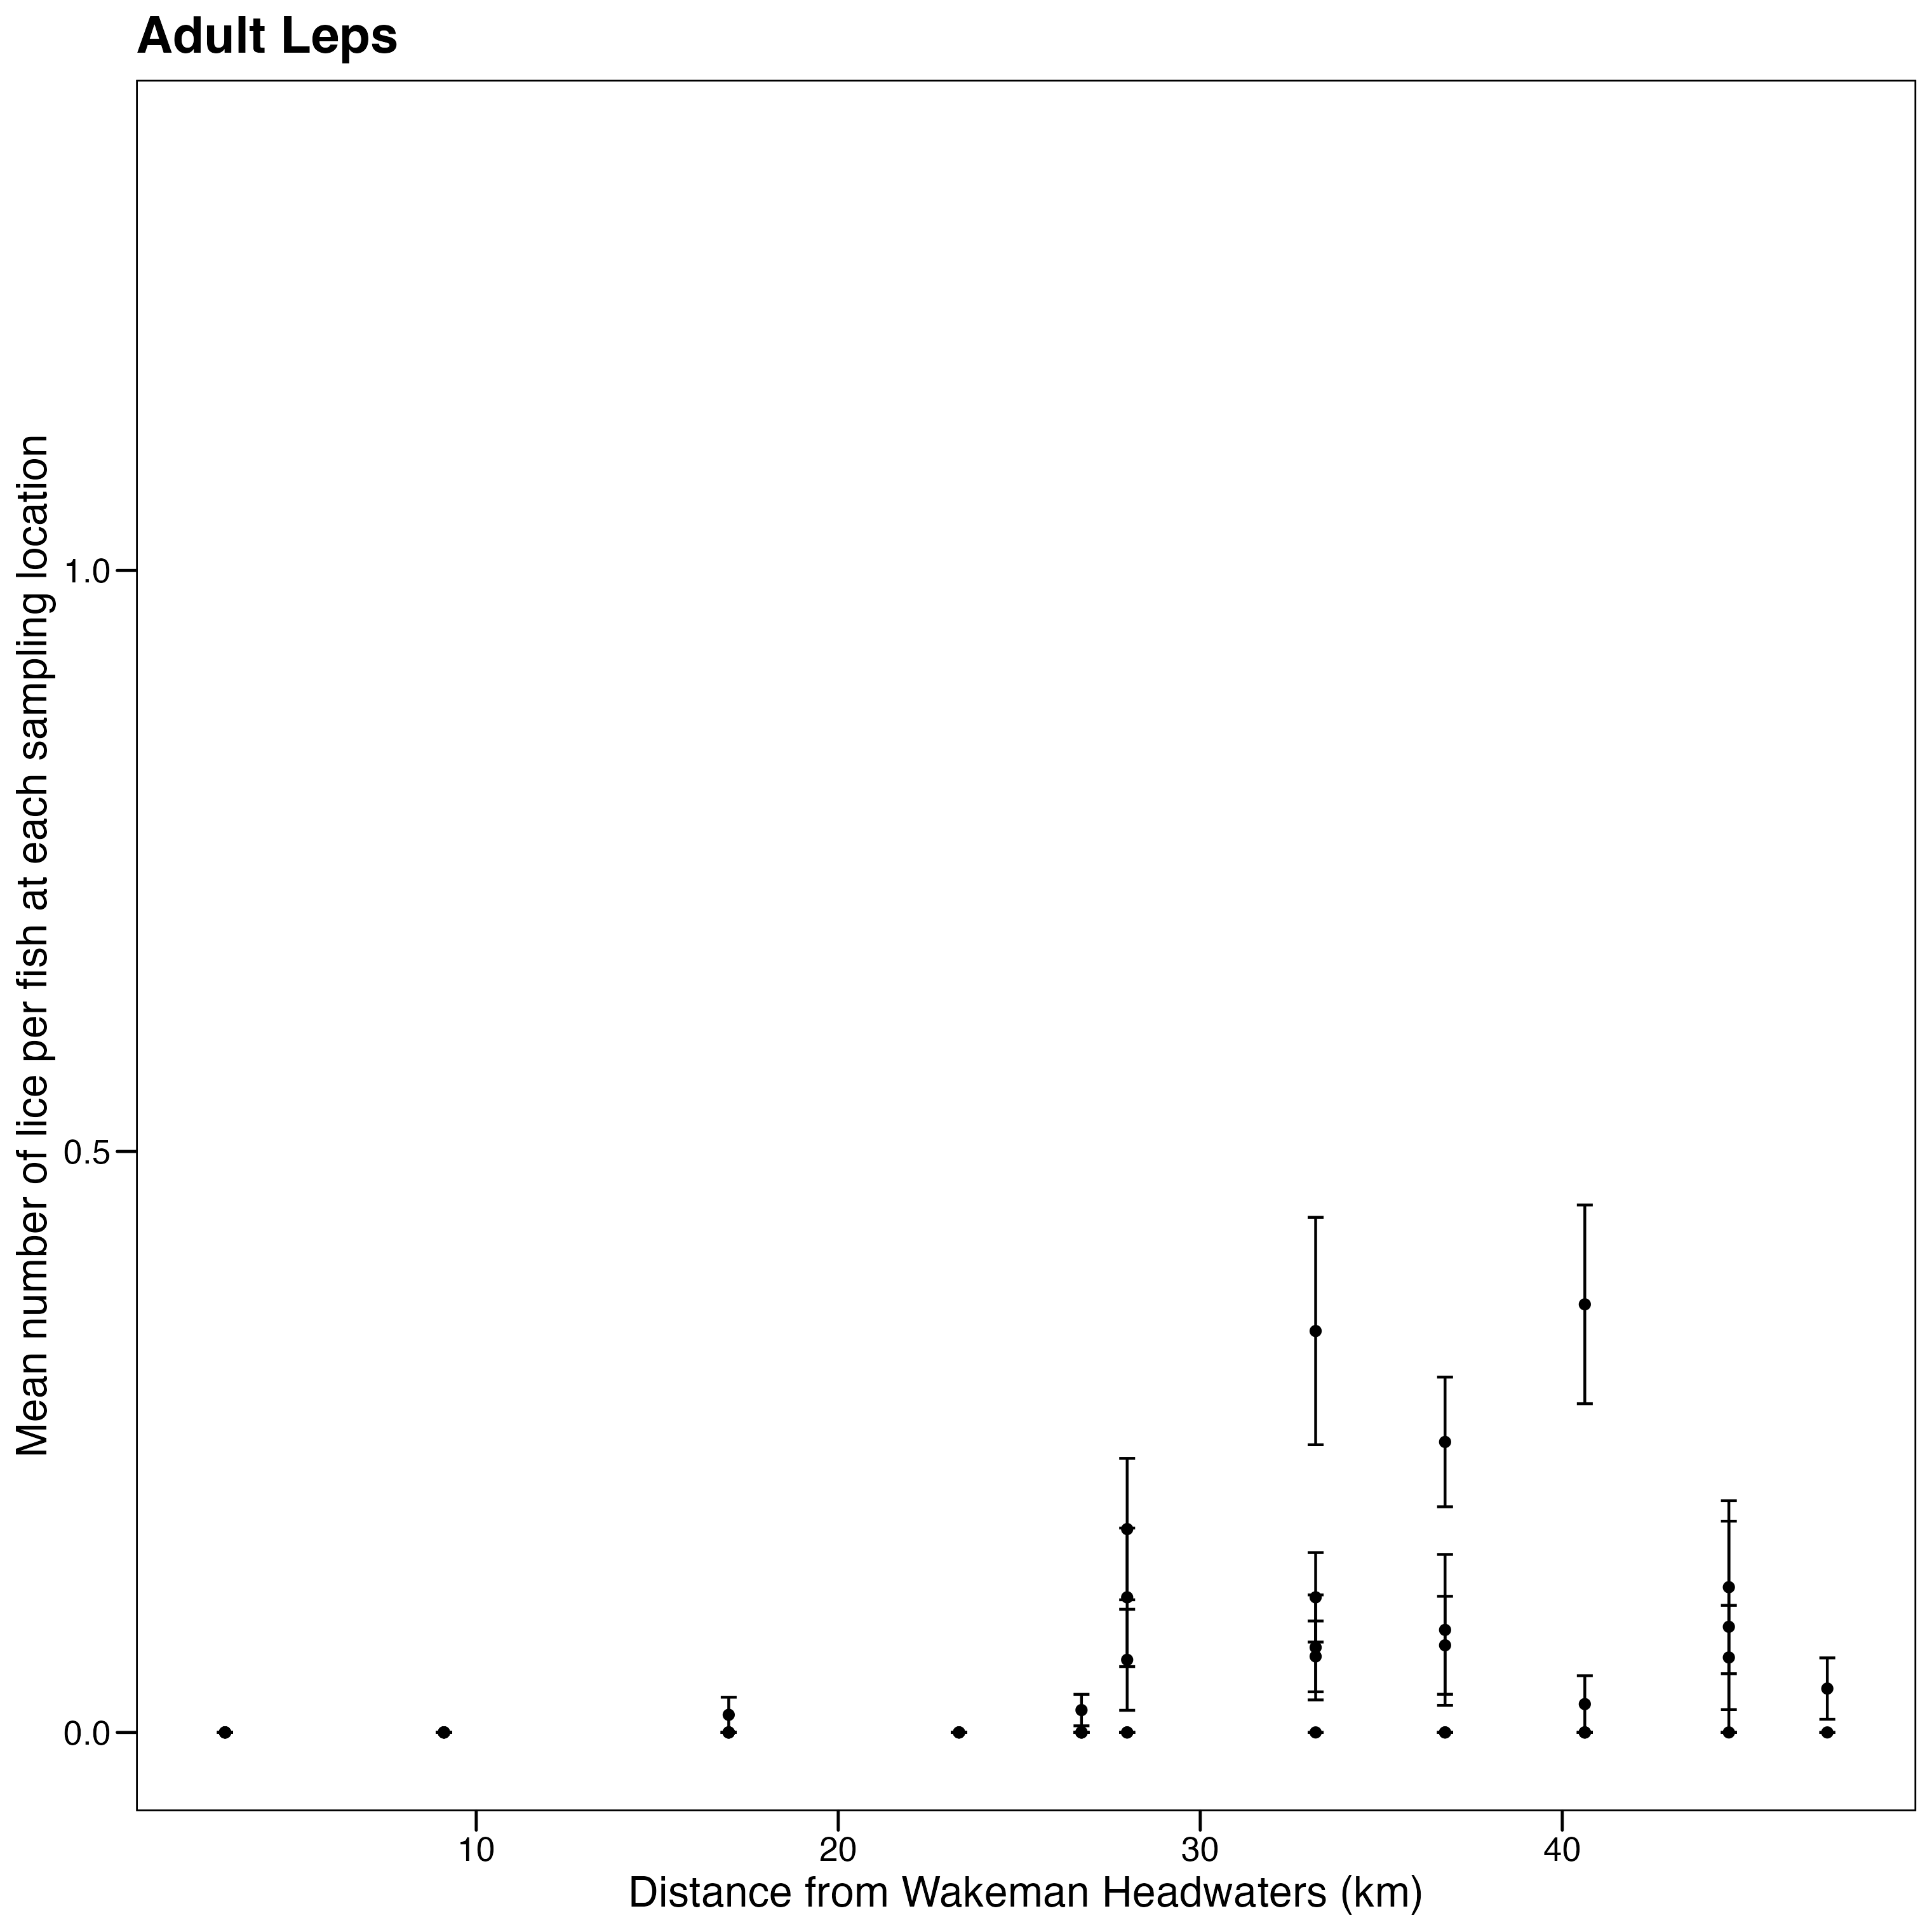 Adult Leps
Mean number of lice per fish at each sampling location
1.0
0.5
0.0
10 20 30 40
Distance from Wakeman Headwaters (km)